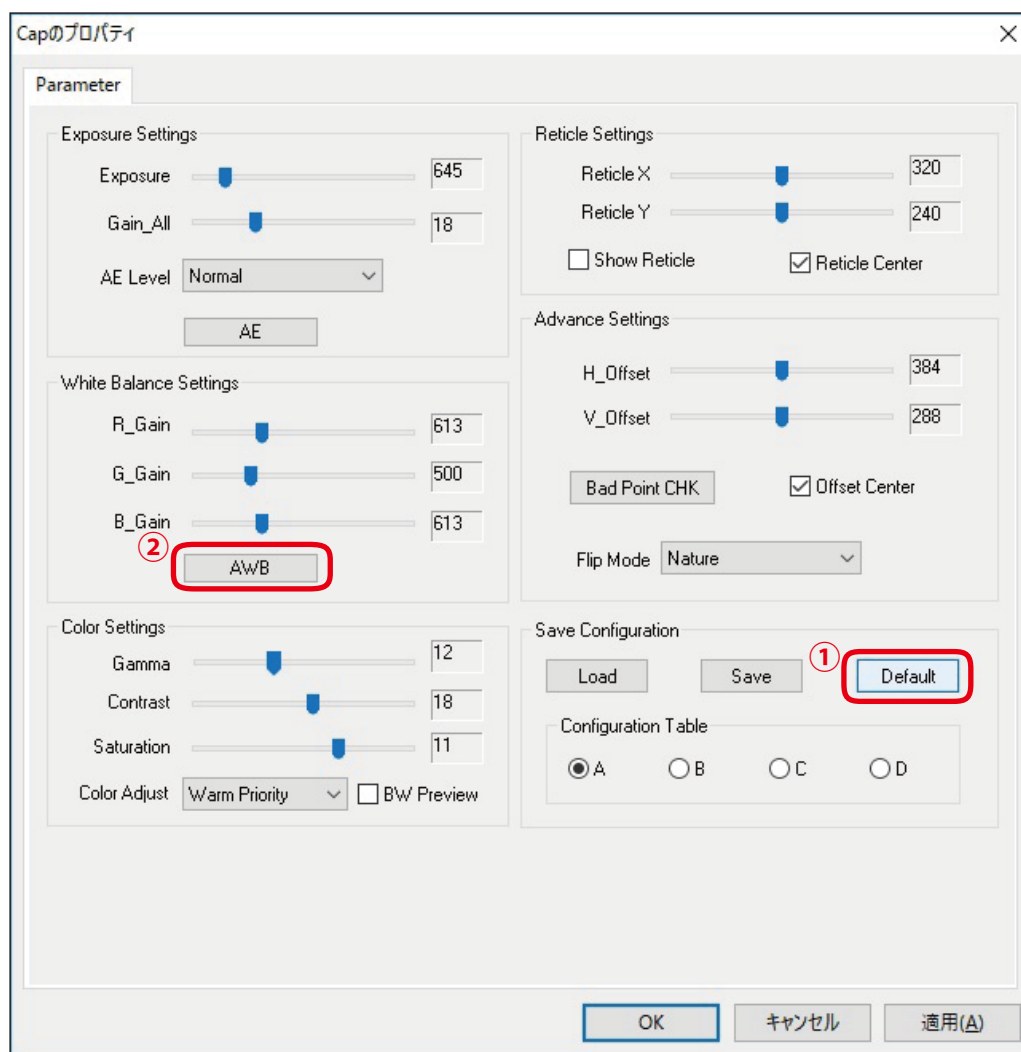 Capのプロパティ
Parameter
Exposure Settings
Exposure 645
Gain_All 18
AE Level Normal
AE
White Balance Settings
R_Gain 613
G_Gain 500
B_Gain 613
② AWB
Color Settings
Gamma 12
Contrast 18
Saturation 11
Color Adjust Warm Priority BW Preview
Reticle Settings
Reticle X 320
Reticle Y 240
Show Reticle Reticle Center
Advance Settings
H_Offset 384
V_Offset 288
Bad Point CHK Offset Center
Flip Mode Nature
Save Configuration
Load Save ① Default
Configuration Table
A B C D
OK キャンセル 適用(A)